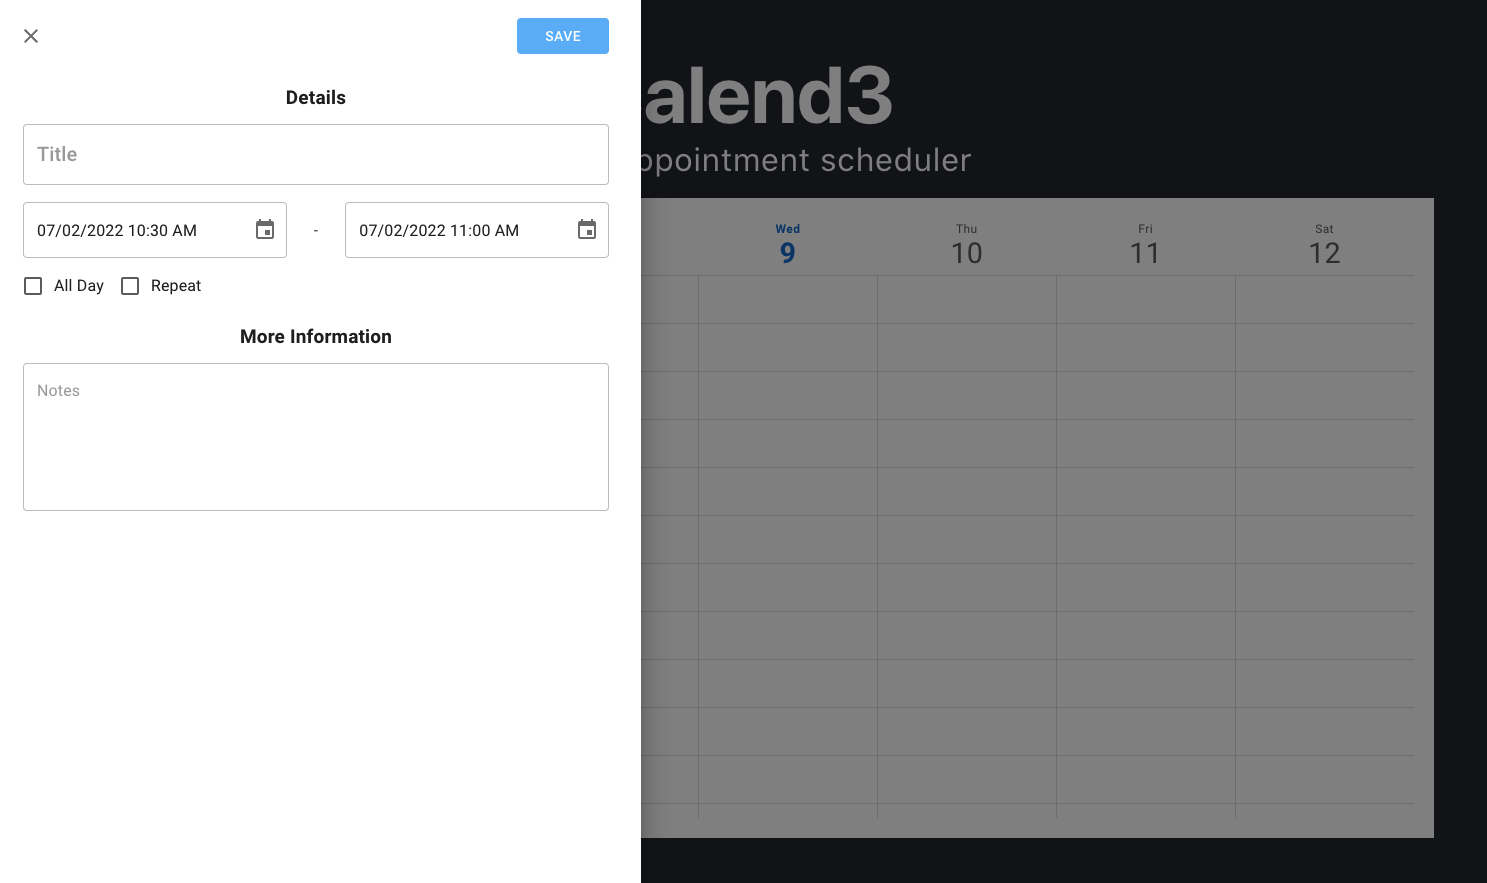 SAVE
Details
Title
07/02/2022 10:30 AM - 07/02/2022 11:00 AM
All Day Repeat
More Information
Notes
alend3
ppointment scheduler
Wed Thu Fri Sat
9 10 11 12